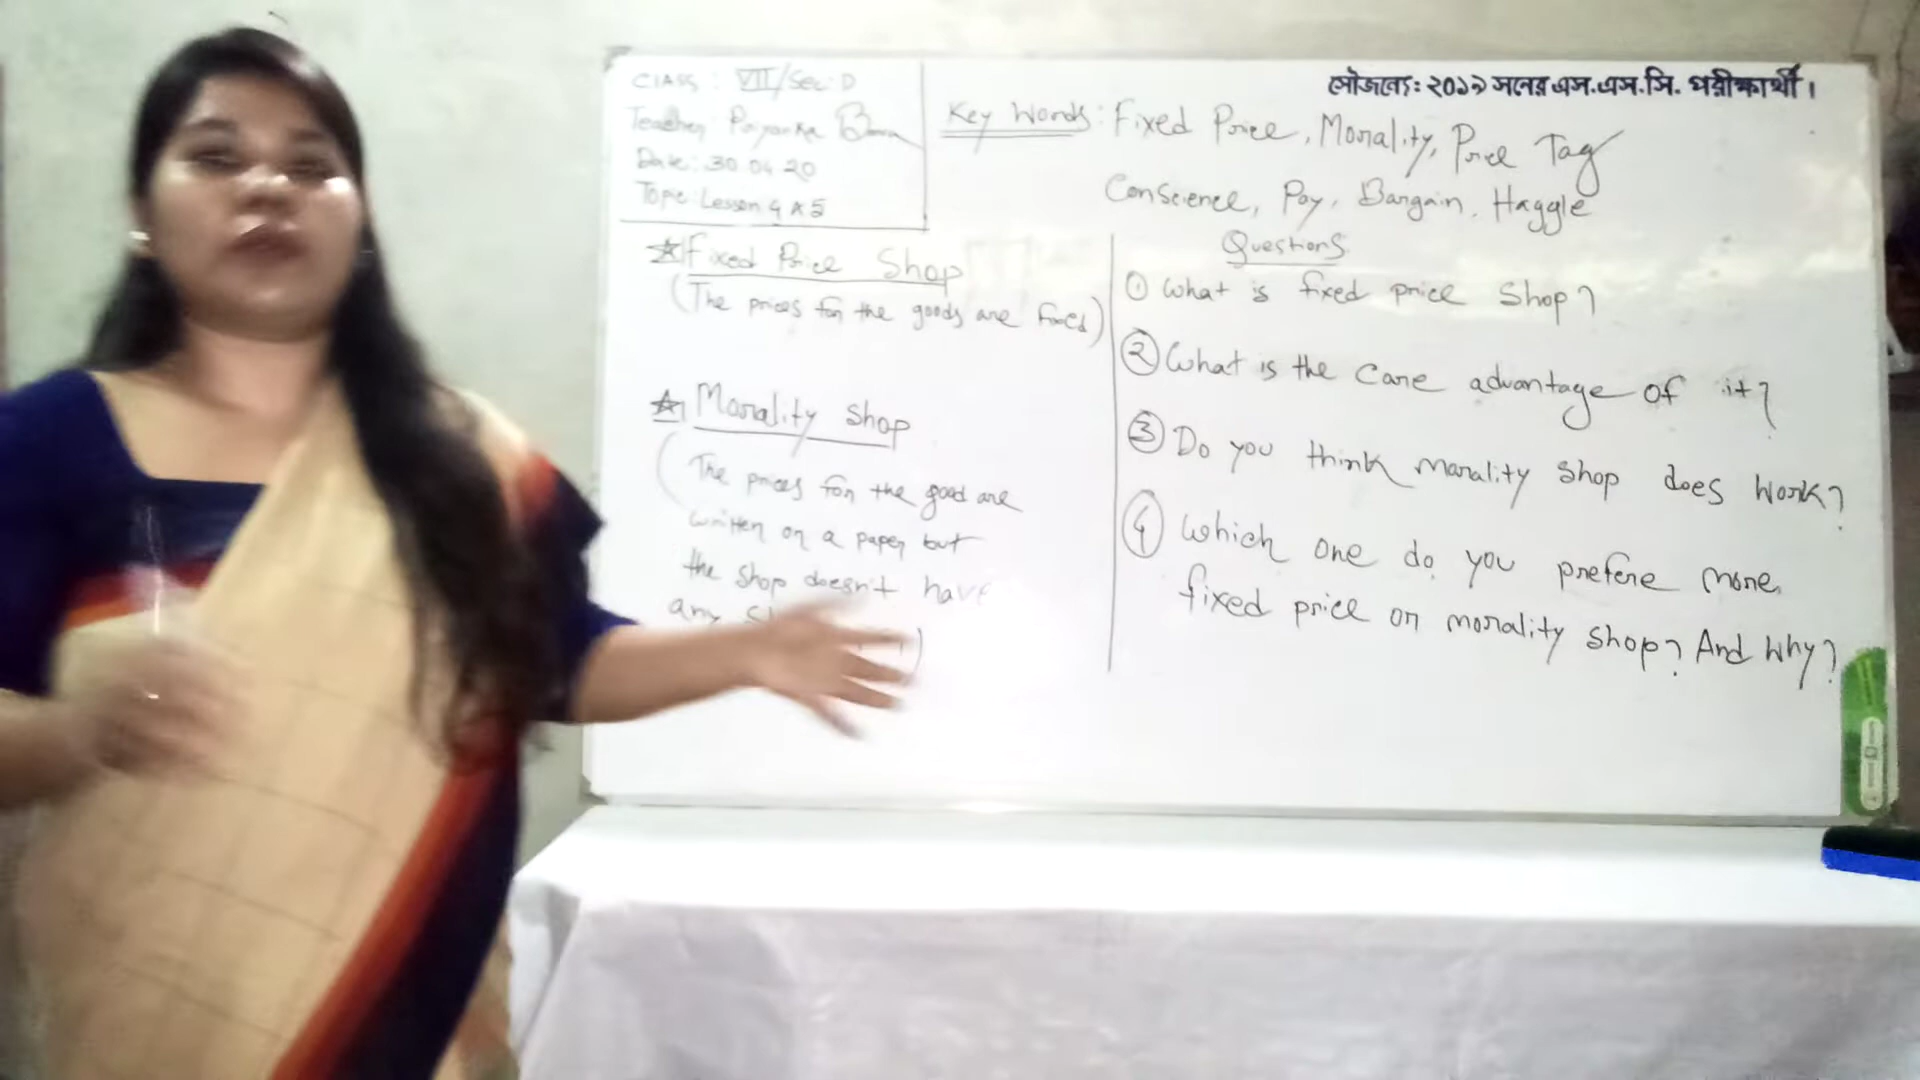 সৌজন্যে: ২০১৯ সনের এস.এস.সি. পরীক্ষার্থী।
CLASS : VII/Sec: D
Teacher: Priyanka
Date: 30.04.20
Topic: Lesson 4 & 5
Key Words: Fixed Price, Morality, Price Tag
Conscience, Pay, Bargain, Haggle
Fixed Price Shop
(The prices for the goods are fixed)
Morality Shop
(The prices for the good are
written on a paper but
the shop doesn't have
any
Questions
① What is fixed price shop?
② What is the care advantage of it?
③ Do you think morality shop does work?
④ Which one do you prefere more,
fixed price or morality shop? And Why?